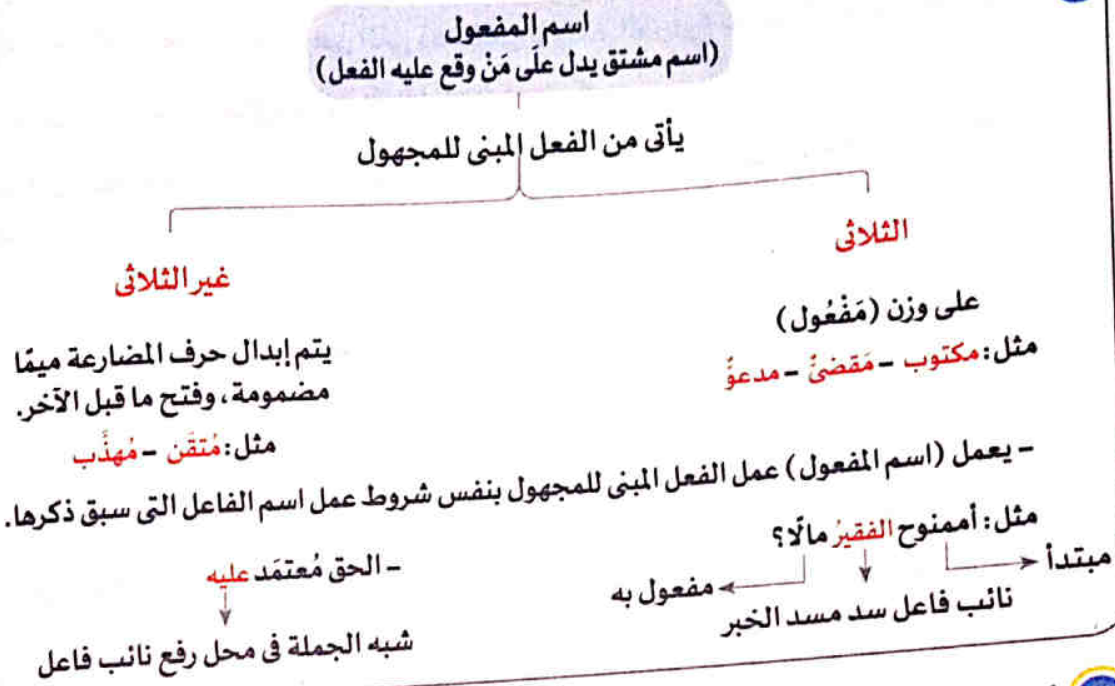 اسم المفعول
(اسم مشتق يدل علَى مَنْ وقع عليه الفعل)
يأتى من الفعل المبنى للمجهول
الثلاثى
على وزن (مَفْعُول)
مثل: مكتوب – مَقضىٌّ – مدعوٌّ
غير الثلاثى
يتم إبدال حرف المضارعة ميمًا
مضمومة، وفتح ما قبل الآخر.
مثل: مُتقَن – مُهذَّب
– يعمل (اسم المفعول) عمل الفعل المبنى للمجهول بنفس شروط عمل اسم الفاعل التى سبق ذكرها.
مثل: أممنوح الفقيرُ مالًا؟
مبتدأ
نائب فاعل سد مسد الخبر
مفعول به
– الحق مُعتمَد عليه
شبه الجملة فى محل رفع نائب فاعل